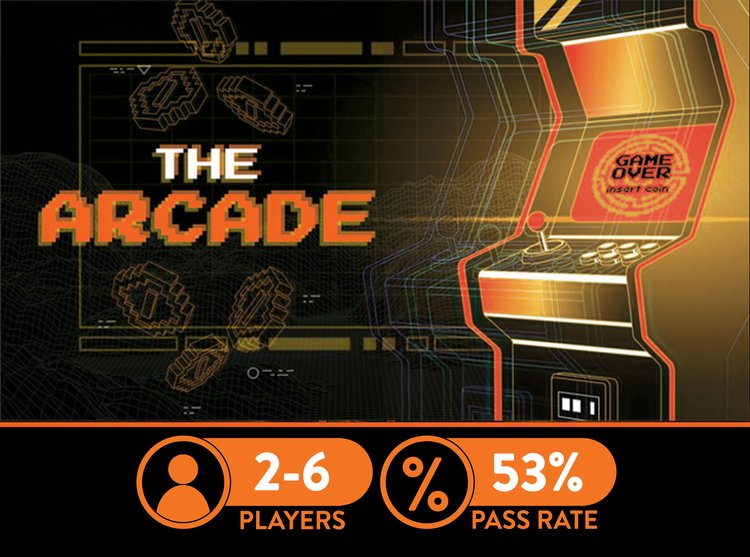 THE
ARCADE
GAME
OVER
insert coin
2-6
PLAYERS
%
53%
PASS RATE